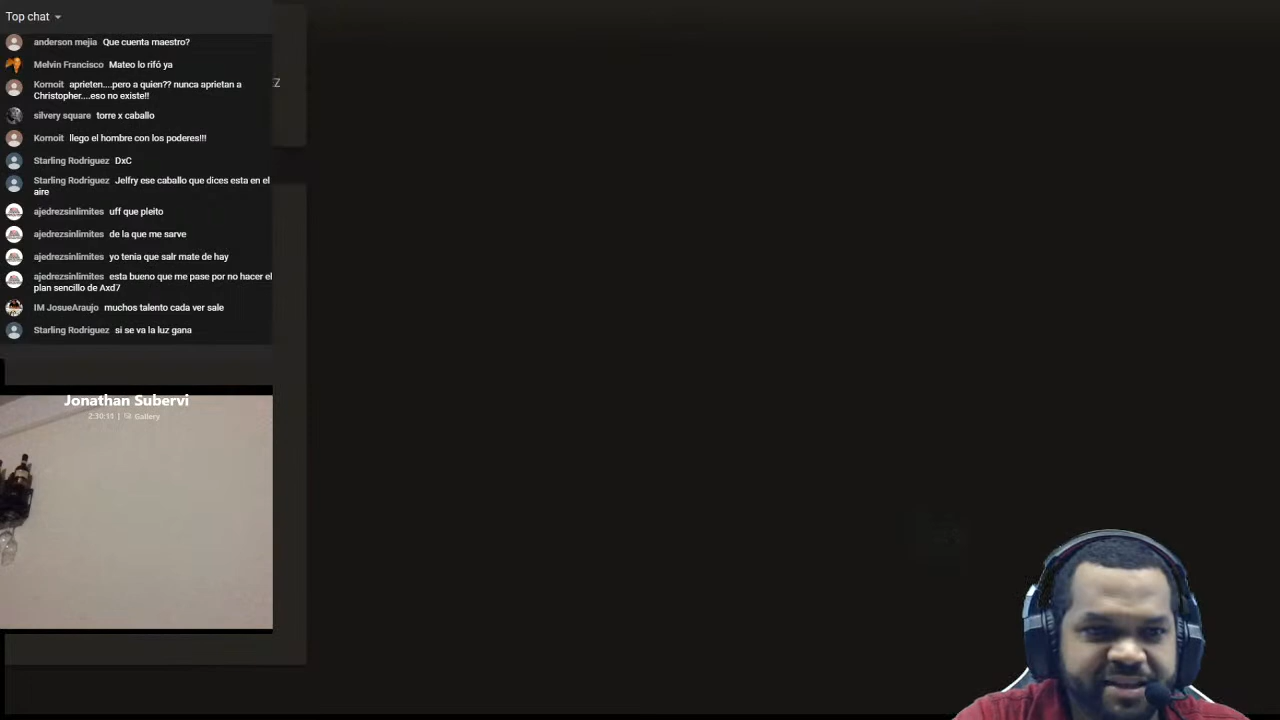 Top chat
anderson mejia Que cuenta maestro?
Melvin Francisco Mateo lo rifó ya
Kornoit aprieten....pero a quien?? nunca aprietan a
Christopher....eso no existe!!
silvery square torre x caballo
Kornoit llego el hombre con los poderes!!!
Starling Rodriguez DxC
Starling Rodriguez Jelfry ese caballo que dices esta en el
aire
ajedrezsinlimites uff que pleito
ajedrezsinlimites de la que me sarve
ajedrezsinlimites yo tenia que salr mate de hay
ajedrezsinlimites esta bueno que me pase por no hacer el
plan sencillo de Axd7
IM JosueAraujo muchos talento cada ver sale
Starling Rodriguez si se va la luz gana
Z
Jonathan Subervi
2:30:11 | Gallery